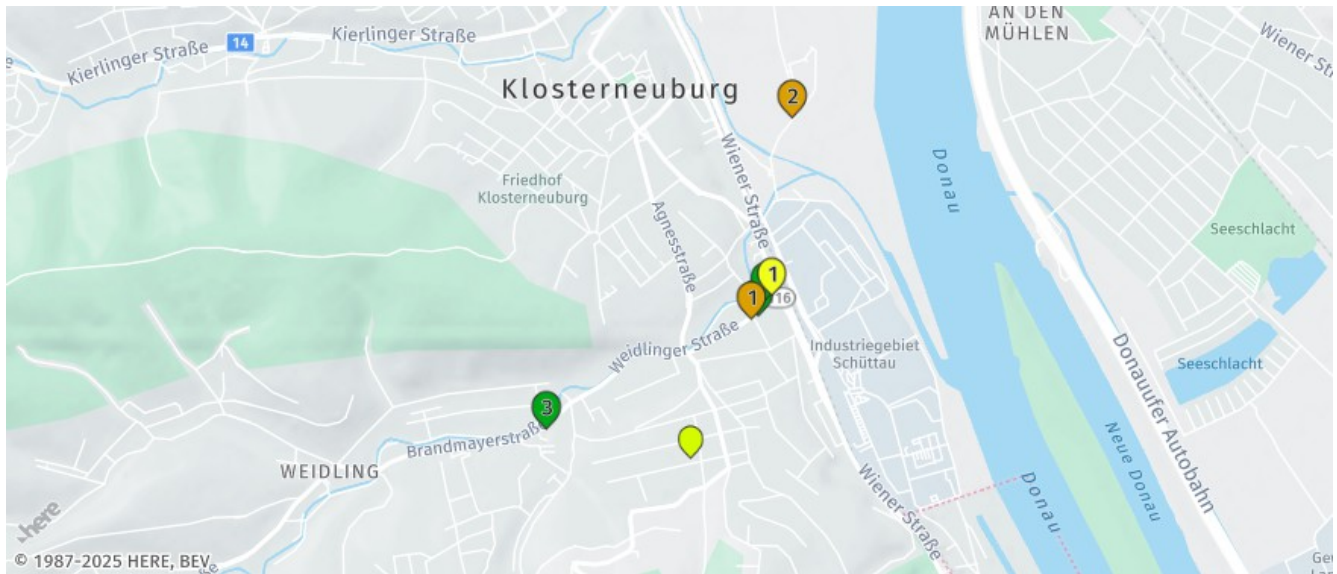 AN DEN
MÜHLEN
Kierlinger Straße
14
Kierlinger Straße
Wiener
Klosterneuburg
2
Wiener Straße
Donau
Friedhof
Klosterneuburg
Agnesstraße
Seeschlacht
1
1
16
Weidlinger Straße
Industriegebiet
Schüttau
Donauufer Autobahn
Seeschlacht
3
Brandmayerstraße
WEIDLING
Neue Donau
Wiener Straße
Donau
here
© 1987-2025 HERE, BEV